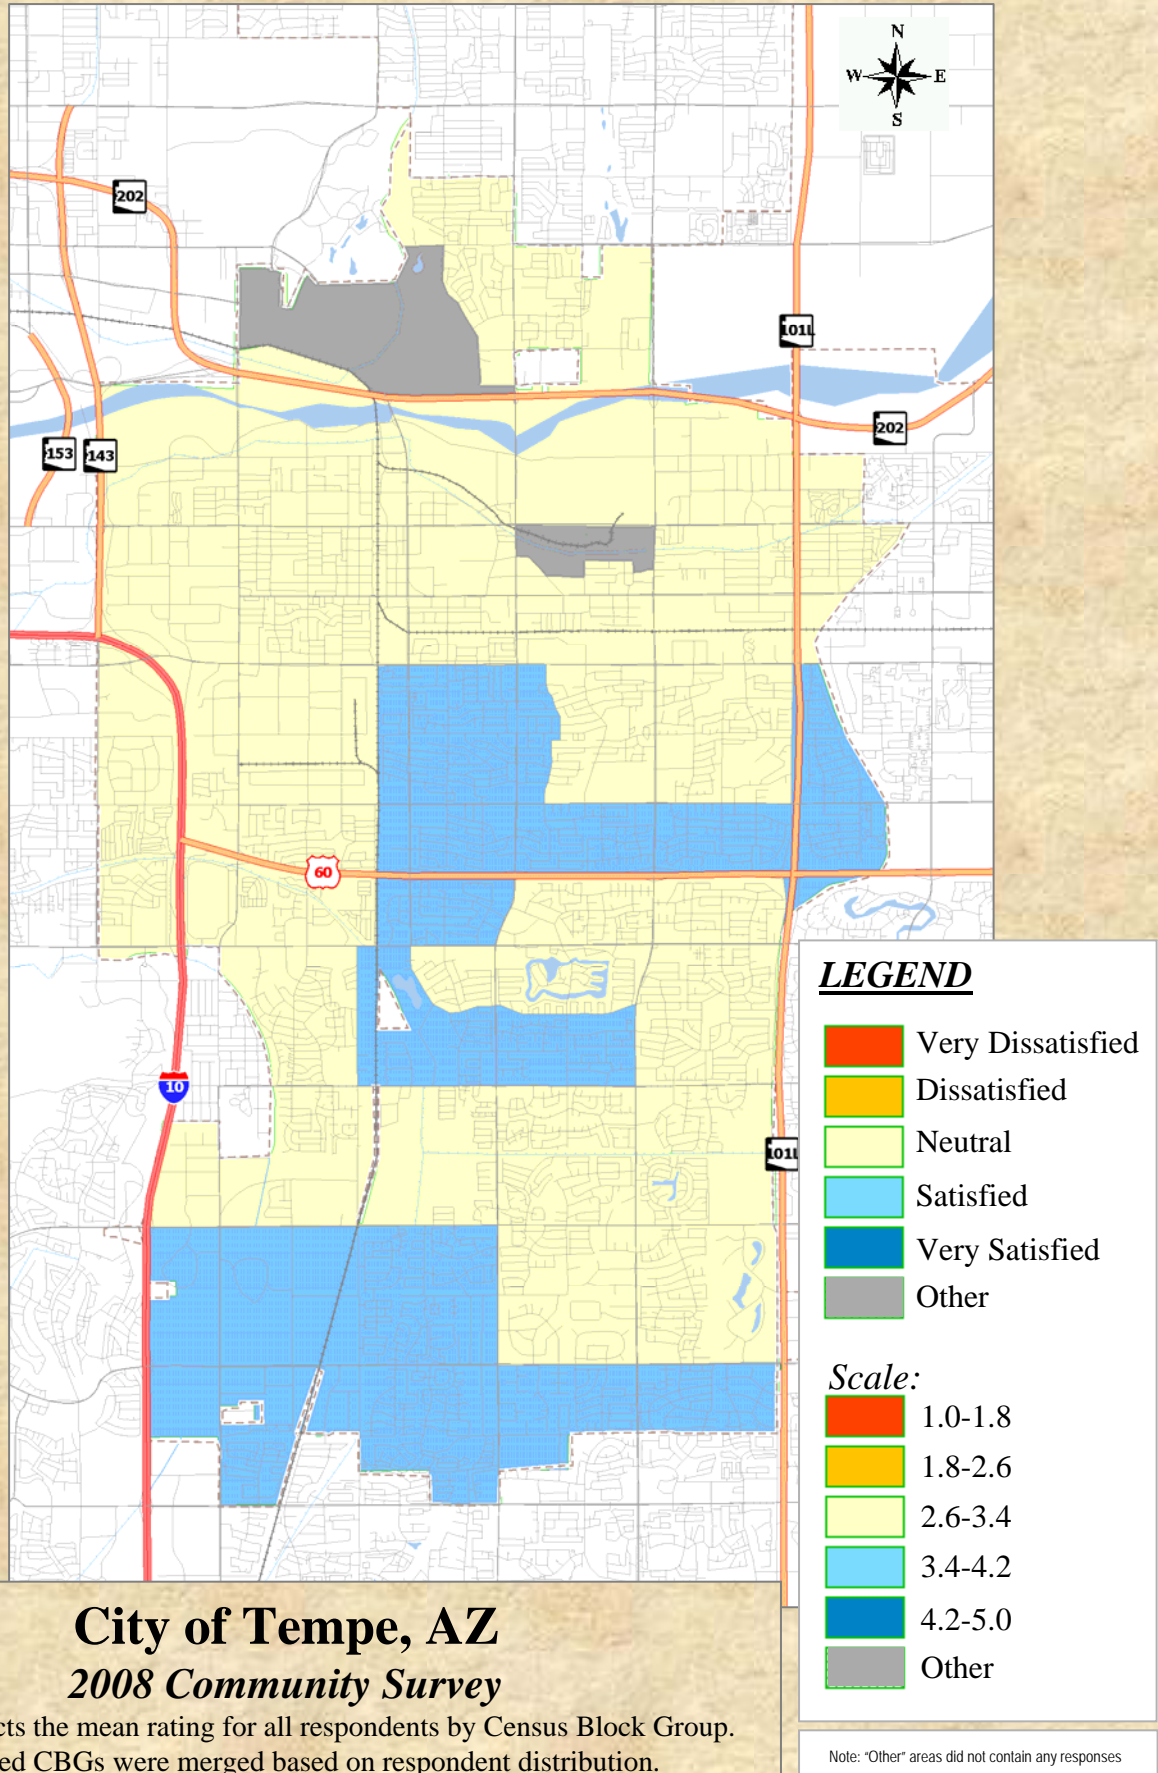 N
W E
S
202
101L
202
153 143
60
10
101L
LEGEND
Very Dissatisfied
Dissatisfied
Neutral
Satisfied
Very Satisfied
Other
Scale:
1.0-1.8
1.8-2.6
2.6-3.4
3.4-4.2
4.2-5.0
Other
City of Tempe, AZ
2008 Community Survey
cts the mean rating for all respondents by Census Block Group.
ed CBGs were merged based on respondent distribution.
Note: "Other" areas did not contain any responses